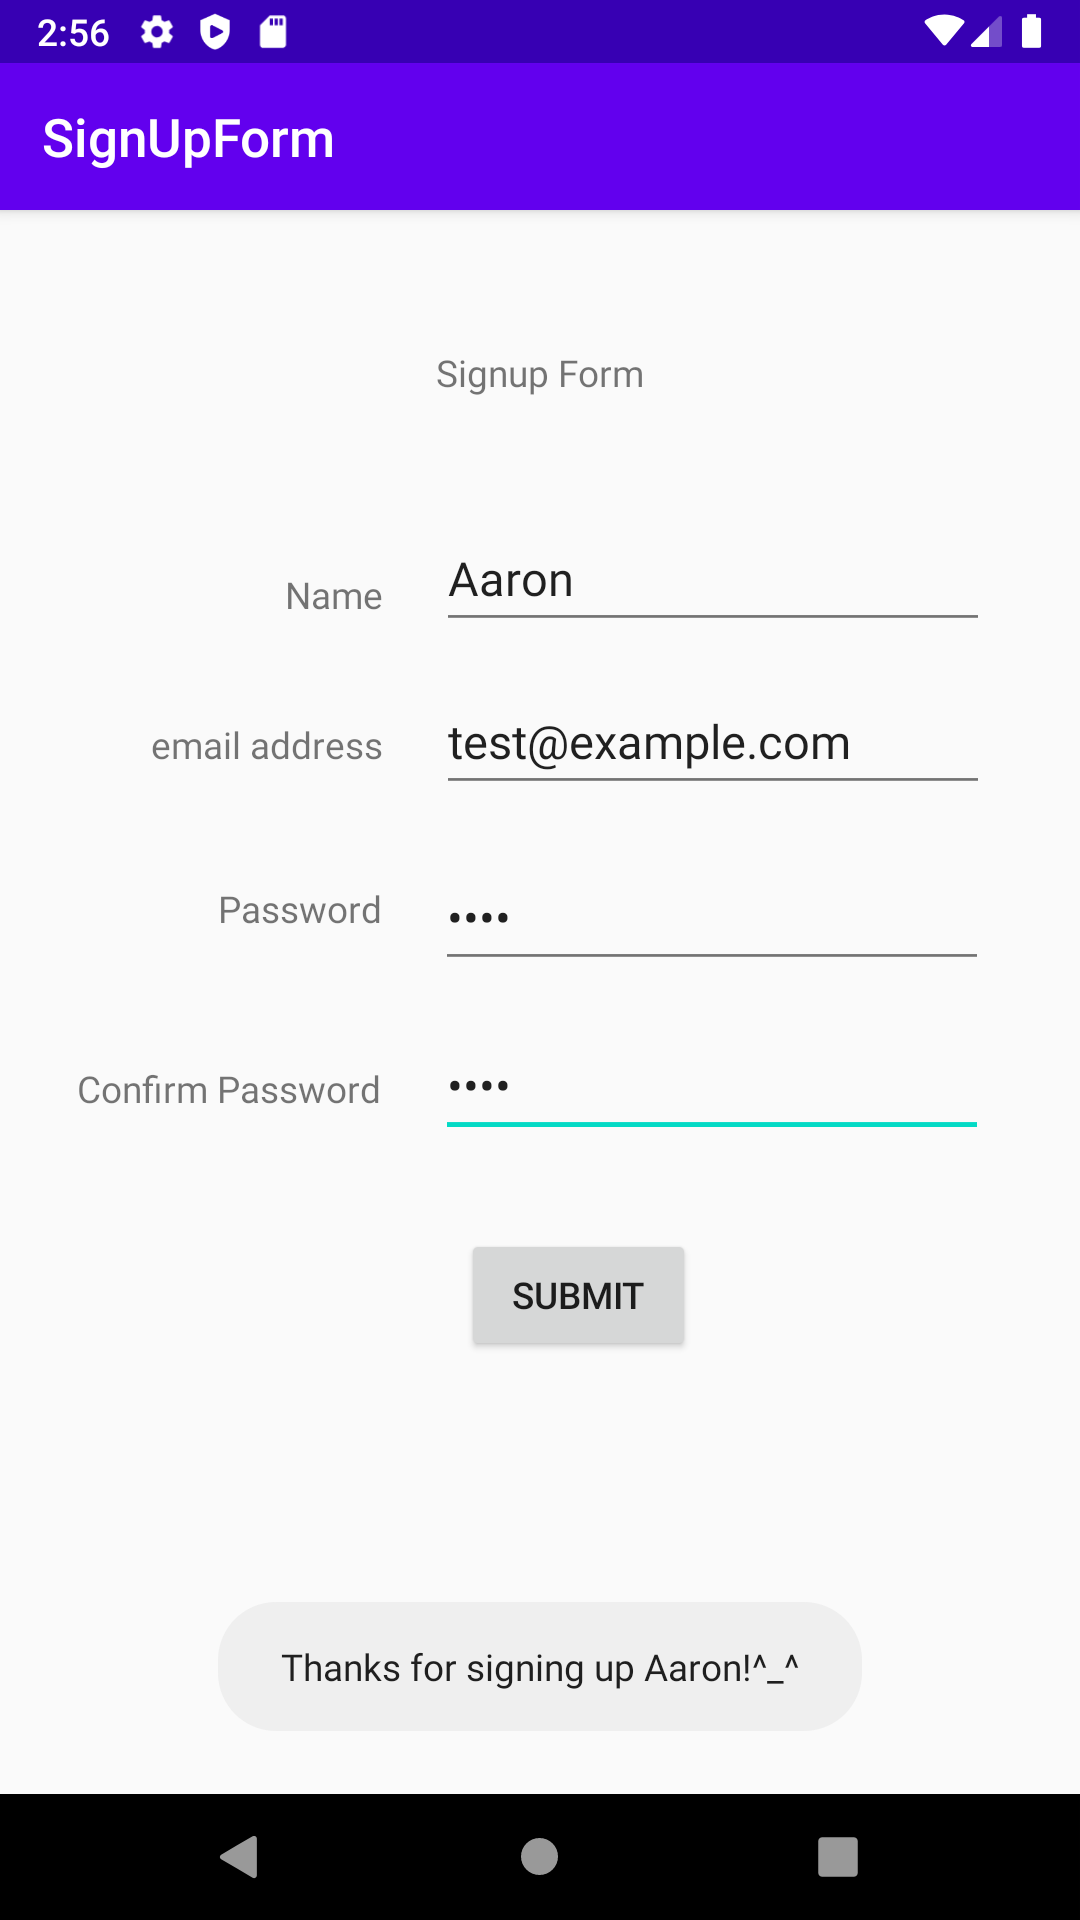 2:56
SignUpForm
Signup Form
Name
Aaron
email address
test@example.com
Password
••••
Confirm Password
••••
SUBMIT
Thanks for signing up Aaron!^_^